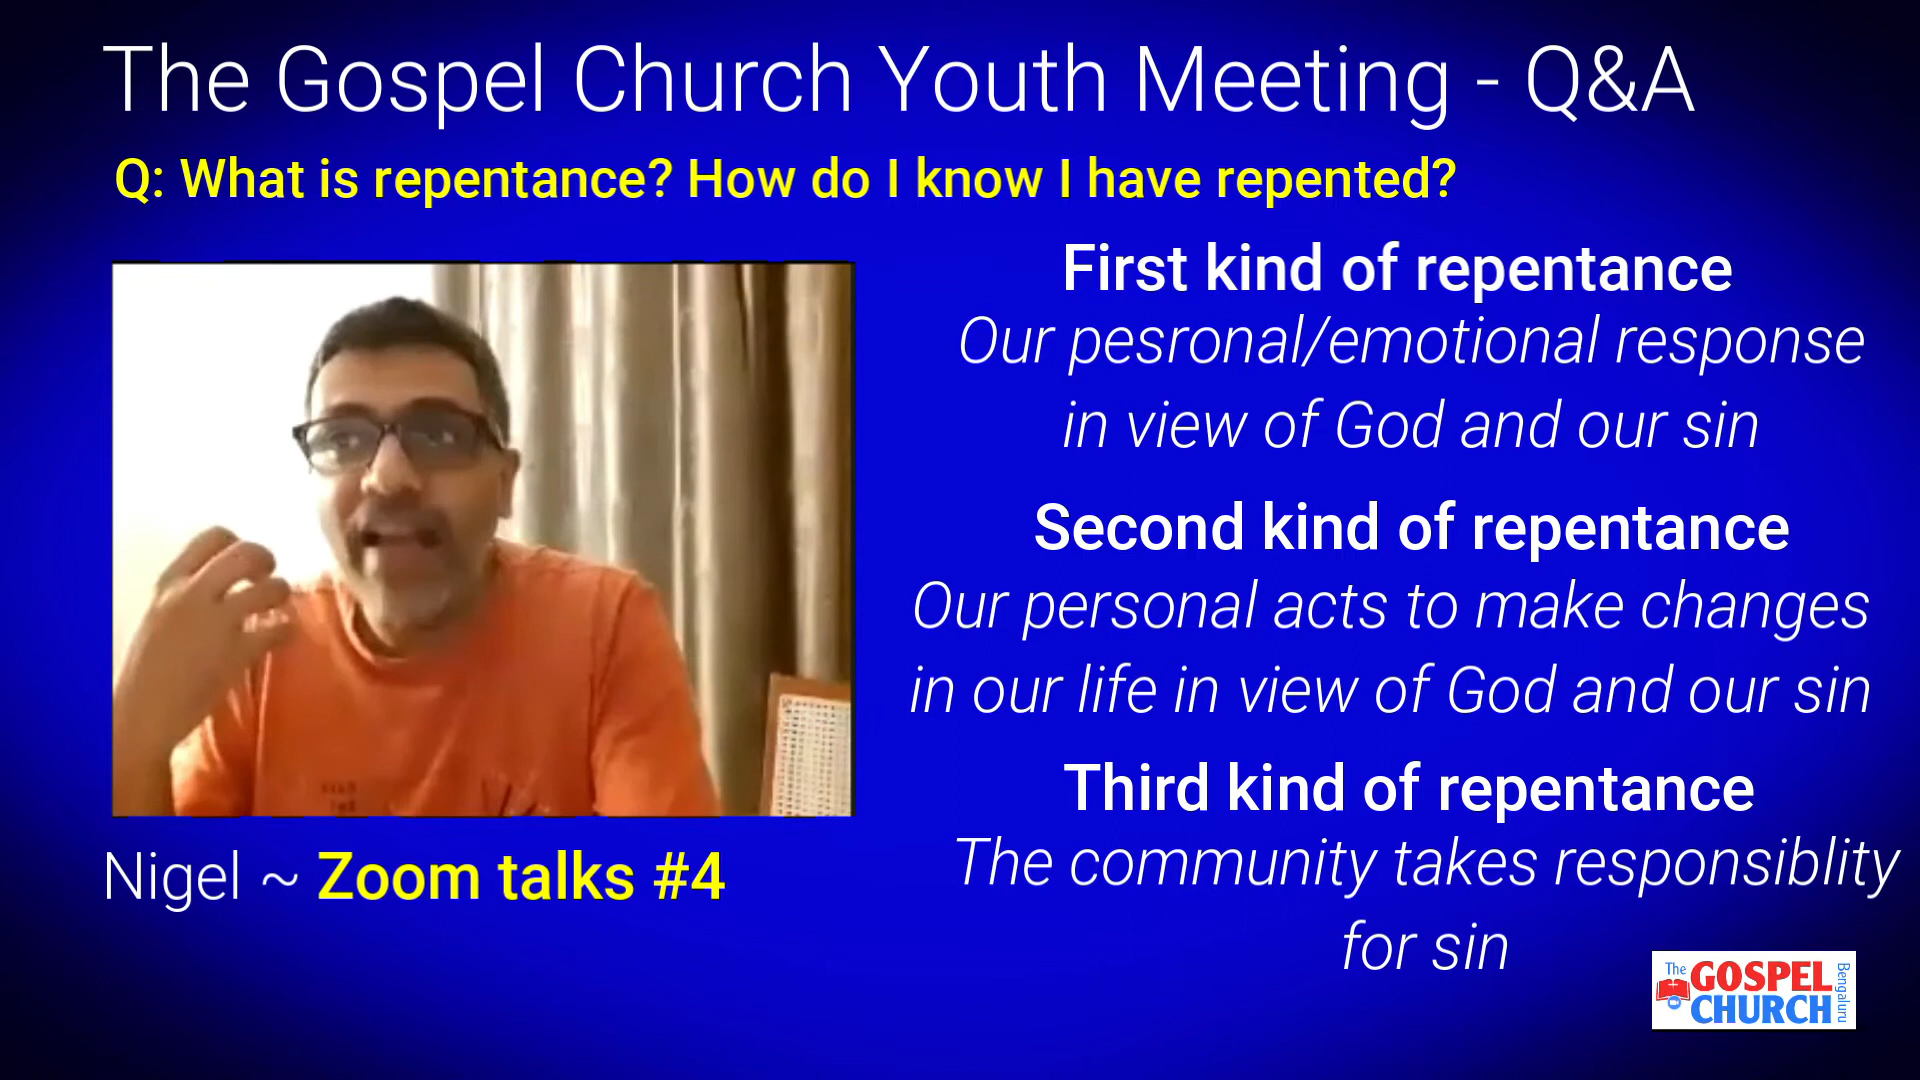 The Gospel Church Youth Meeting - Q&A
Q: What is repentance? How do I know I have repented?
First kind of repentance
Our pesronal/emotional response
in view of God and our sin
Second kind of repentance
Our personal acts to make changes
in our life in view of God and our sin
Third kind of repentance
The community takes responsiblity
for sin
Nigel ~ Zoom talks #4
The GOSPEL CHURCH Bengaluru